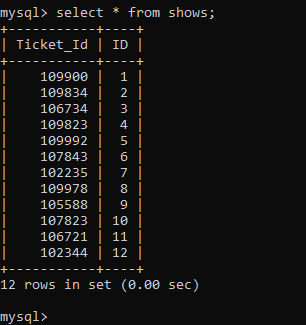 mysql> select * from shows;
+-----------+----+
| Ticket_Id | ID |
+-----------+----+
|    109900 |  1 |
|    109834 |  2 |
|    106734 |  3 |
|    109823 |  4 |
|    109992 |  5 |
|    107843 |  6 |
|    102235 |  7 |
|    109978 |  8 |
|    105588 |  9 |
|    107823 | 10 |
|    106721 | 11 |
|    102344 | 12 |
+-----------+----+
12 rows in set (0.00 sec)
mysql>